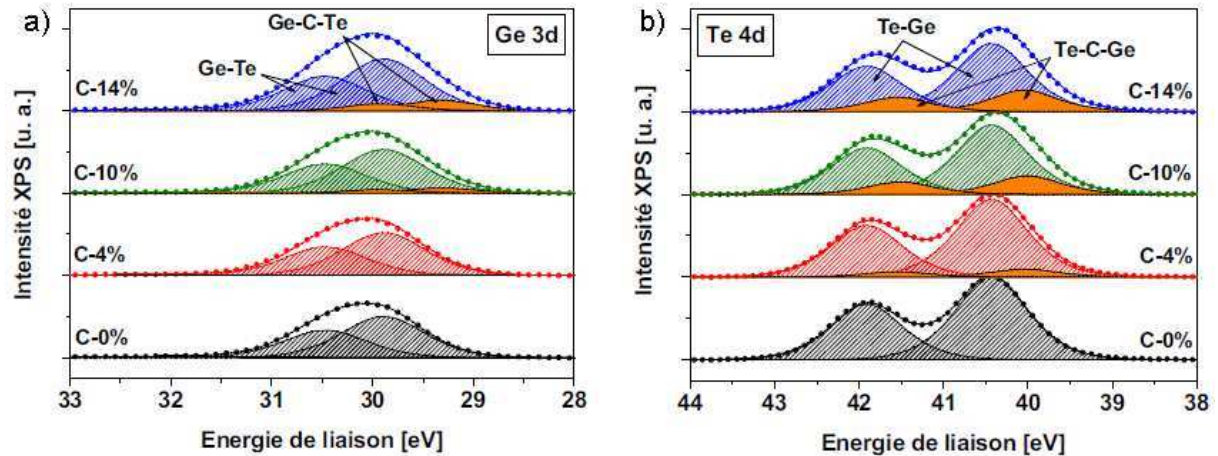 a)
Ge 3d
Ge-C-Te
Ge-Te
C-14%
C-10%
C-4%
C-0%
Intensité XPS [u. a.]
33 32 31 30 29 28
Energie de liaison [eV]
b)
Te 4d
Te-Ge
Te-C-Ge
C-14%
C-10%
C-4%
C-0%
Intensité XPS [u. a.]
44 43 42 41 40 39 38
Energie de liaison [eV]